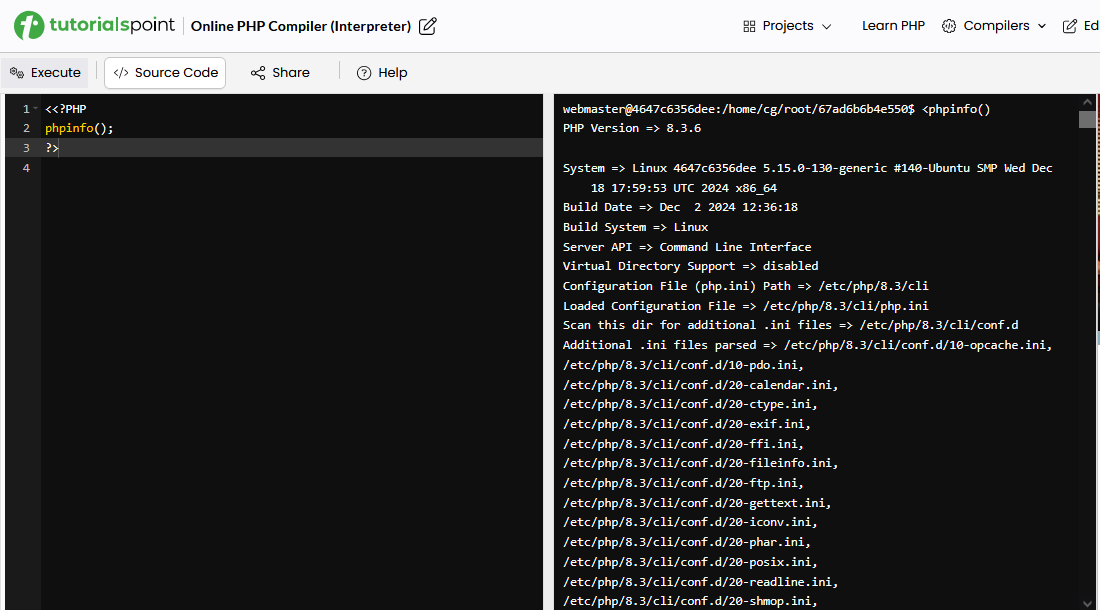 tutorialspoint Online PHP Compiler (Interpreter) Projects Learn PHP Compilers Ed
Execute </> Source Code Share Help
1 <<?PHP
2 phpinfo();
3 ?>
4
webmaster@4647c6356dee:/home/cg/root/67ad6b6b4e550$ <phpinfo()
PHP Version => 8.3.6
System => Linux 4647c6356dee 5.15.0-130-generic #140-Ubuntu SMP Wed Dec
18 17:59:53 UTC 2024 x86_64
Build Date => Dec  2 2024 12:36:18
Build System => Linux
Server API => Command Line Interface
Virtual Directory Support => disabled
Configuration File (php.ini) Path => /etc/php/8.3/cli
Loaded Configuration File => /etc/php/8.3/cli/php.ini
Scan this dir for additional .ini files => /etc/php/8.3/cli/conf.d
Additional .ini files parsed => /etc/php/8.3/cli/conf.d/10-opcache.ini,
/etc/php/8.3/cli/conf.d/10-pdo.ini,
/etc/php/8.3/cli/conf.d/20-calendar.ini,
/etc/php/8.3/cli/conf.d/20-ctype.ini,
/etc/php/8.3/cli/conf.d/20-exif.ini,
/etc/php/8.3/cli/conf.d/20-ffi.ini,
/etc/php/8.3/cli/conf.d/20-fileinfo.ini,
/etc/php/8.3/cli/conf.d/20-ftp.ini,
/etc/php/8.3/cli/conf.d/20-gettext.ini,
/etc/php/8.3/cli/conf.d/20-iconv.ini,
/etc/php/8.3/cli/conf.d/20-phar.ini,
/etc/php/8.3/cli/conf.d/20-posix.ini,
/etc/php/8.3/cli/conf.d/20-readline.ini,
/etc/php/8.3/cli/conf.d/20-shmop.ini,